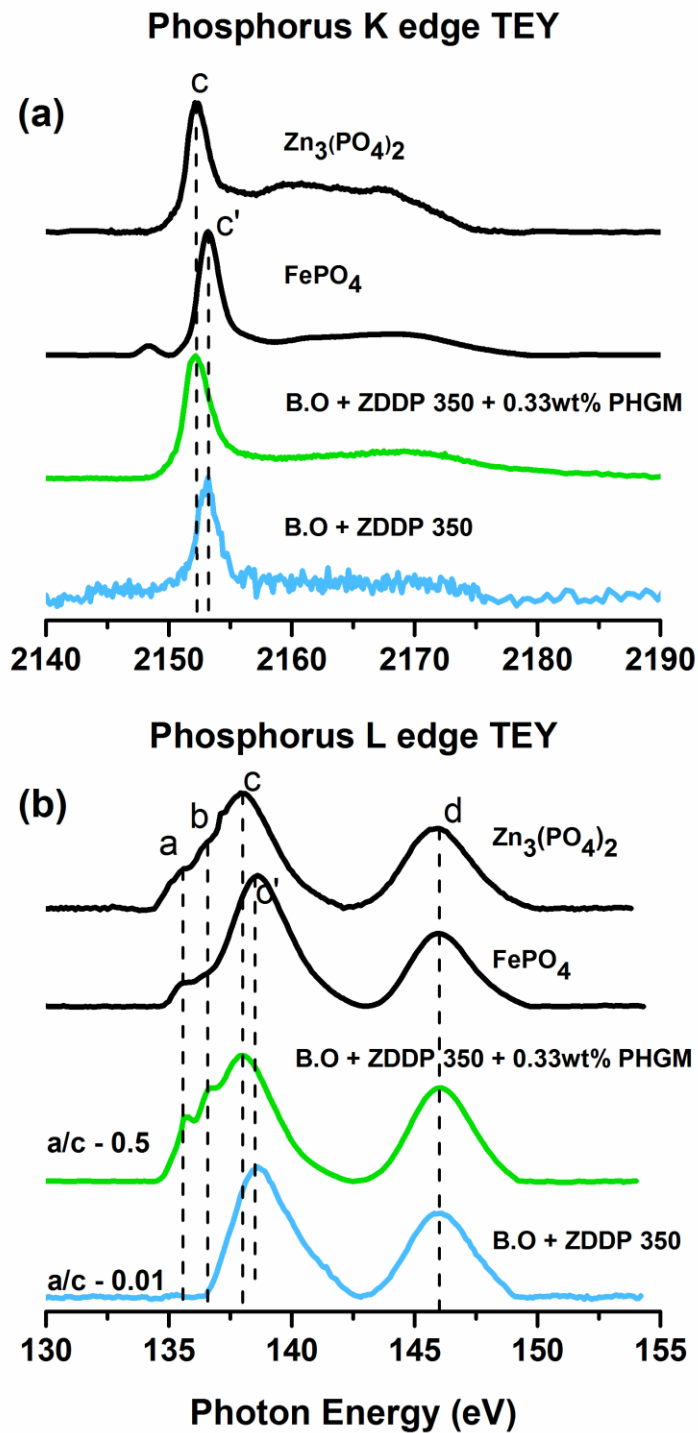 Phosphorus K edge TEY
(a)
c
Zn3(PO4)2
c'
FePO4
B.O + ZDDP 350 + 0.33wt% PHGM
B.O + ZDDP 350
2140 2150 2160 2170 2180 2190
Phosphorus L edge TEY
(b)
a b c d
Zn3(PO4)2
c'
FePO4
B.O + ZDDP 350 + 0.33wt% PHGM
a/c - 0.5
B.O + ZDDP 350
a/c - 0.01
130 135 140 145 150 155
Photon Energy (eV)